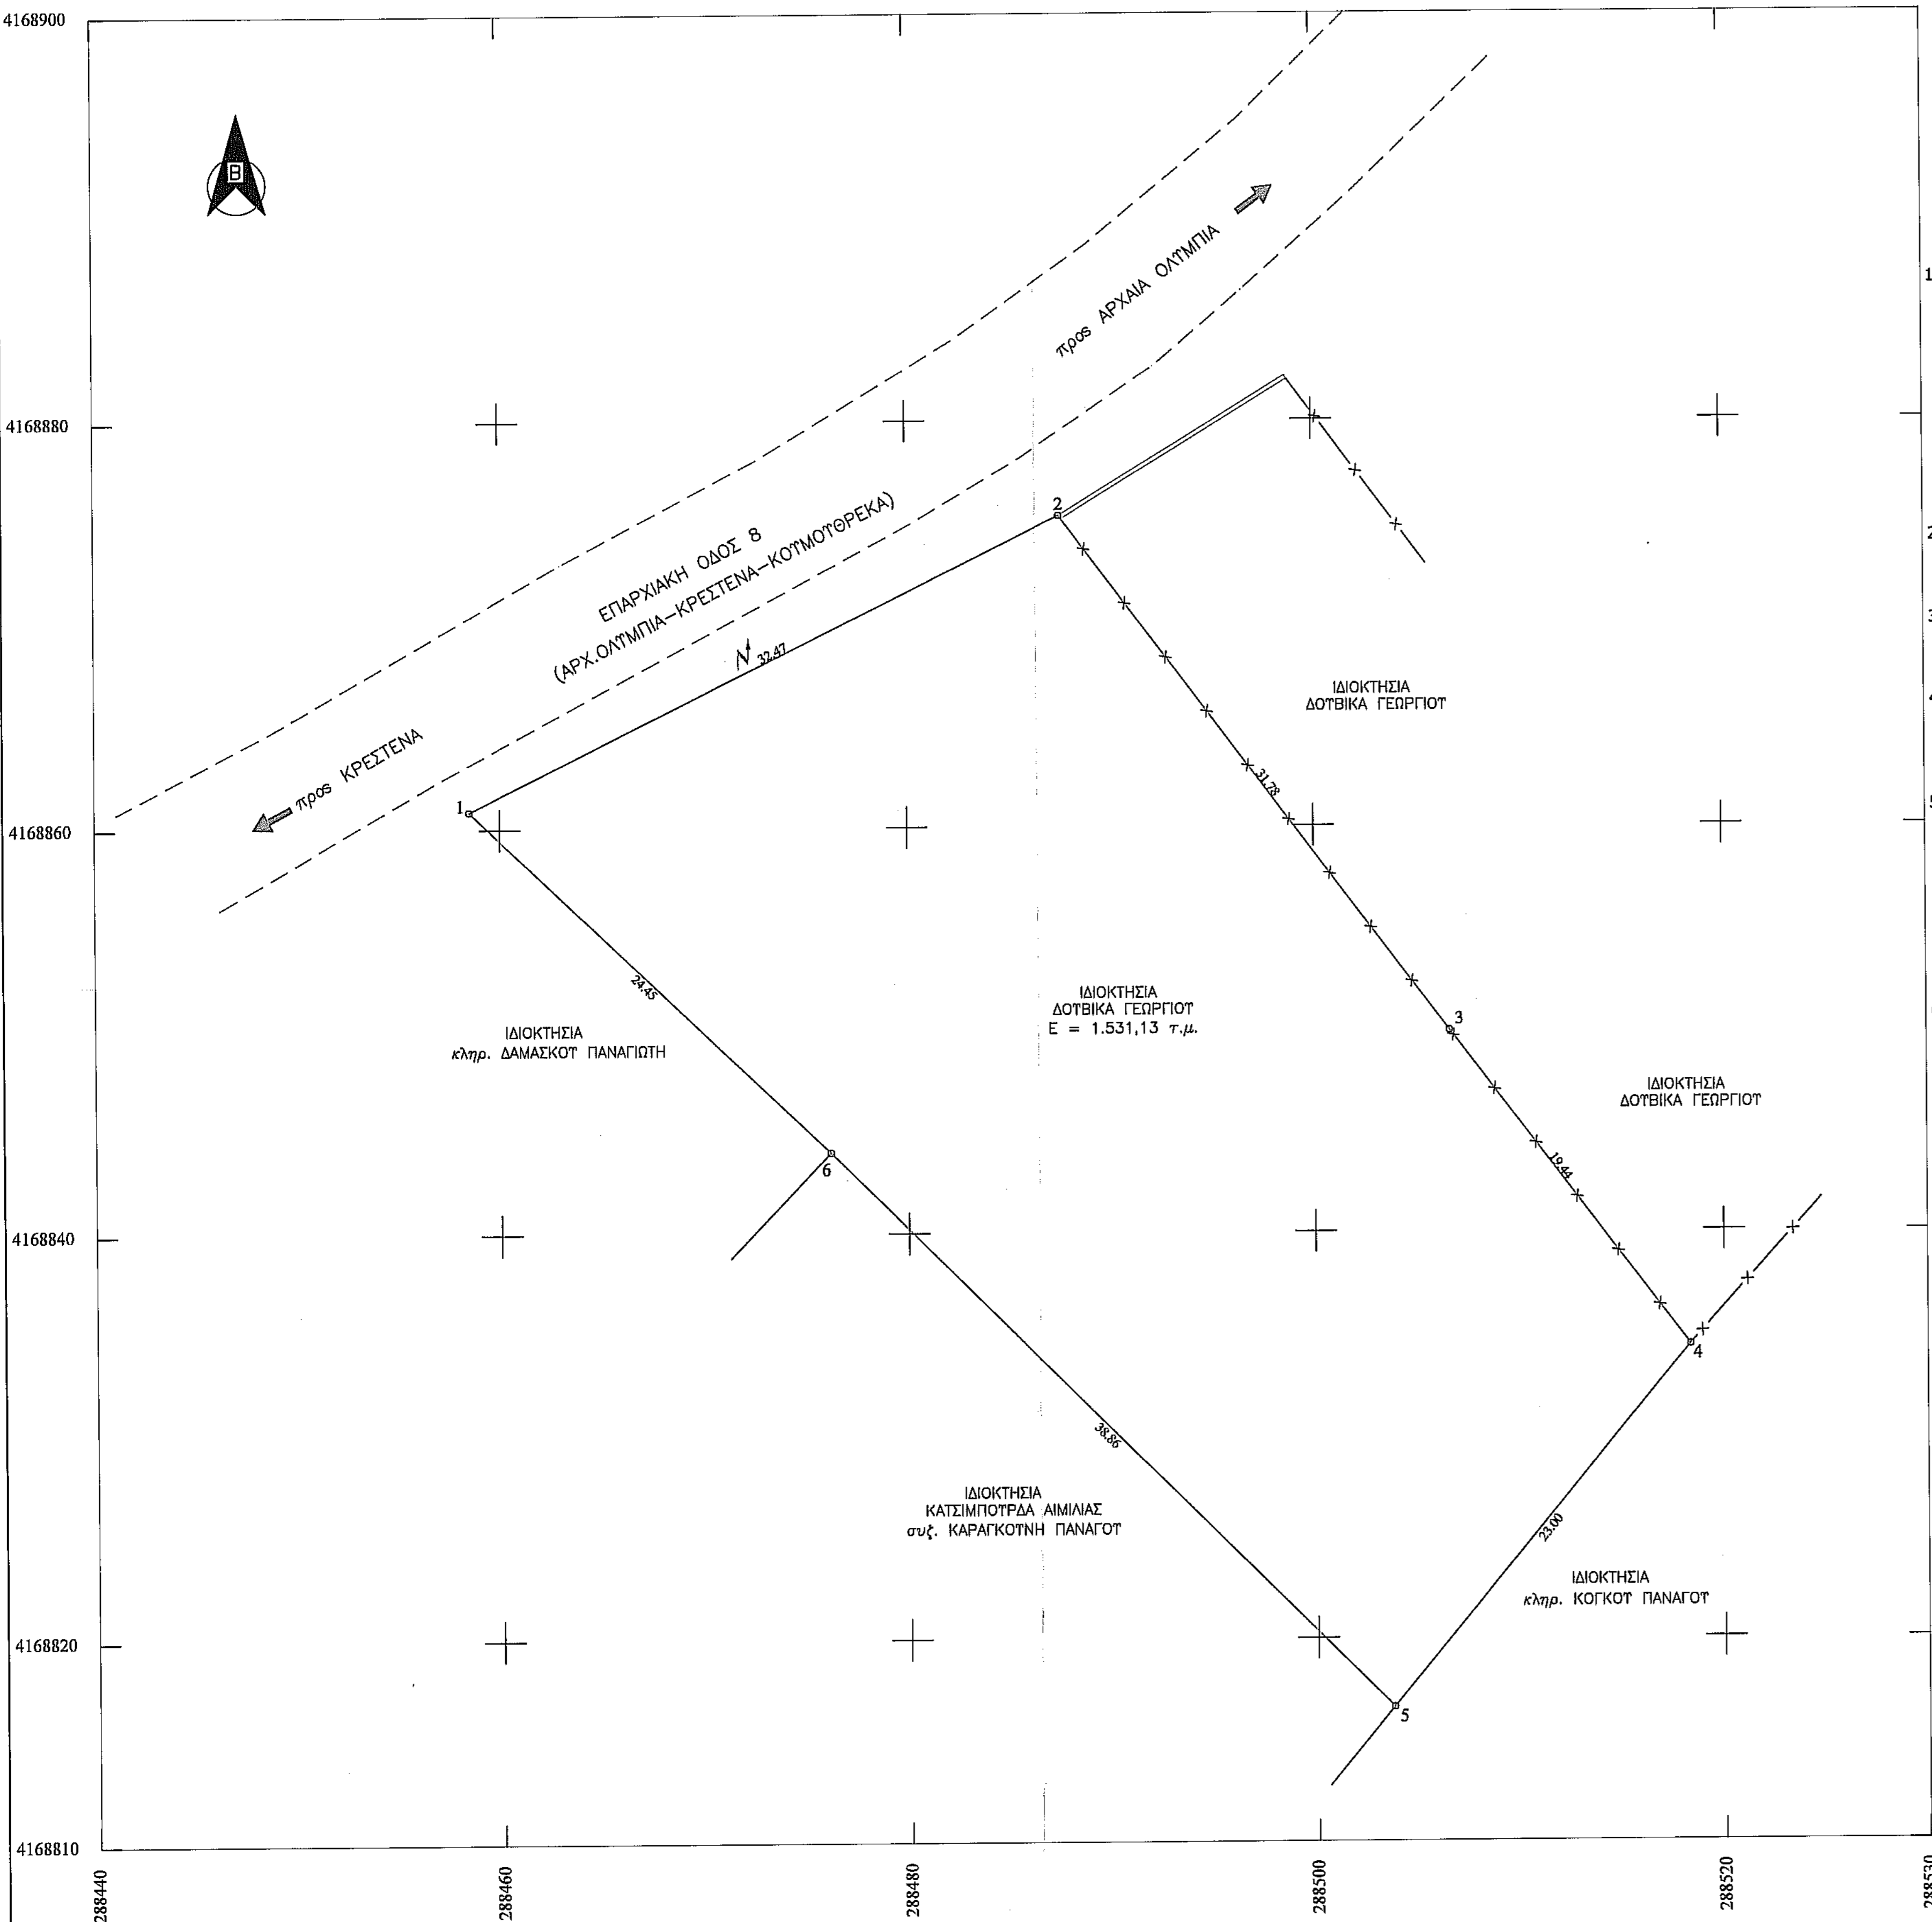 4168900
B
προς ΑΡΧΑΙΑ ΟΛΥΜΠΙΑ
1
4168880
2
2
ΕΠΑΡΧΙΑΚΗ ΟΔΟΣ 8
(ΑΡΧ.ΟΛΥΜΠΙΑ-ΚΡΕΣΤΕΝΑ-ΚΟΥΜΟΥΘΡΕΚΑ)
N 32.47
ΙΔΙΟΚΤΗΣΙΑ
ΔΟΥΒΙΚΑ ΓΕΩΡΓΙΟΥ
προς ΚΡΕΣΤΕΝΑ
31.78
1
4168860
24.45
ΙΔΙΟΚΤΗΣΙΑ
ΔΟΥΒΙΚΑ ΓΕΩΡΓΙΟΥ
Ε = 1.531,13 τ.μ.
ΙΔΙΟΚΤΗΣΙΑ
κληρ. ΔΑΜΑΣΚΟΥ ΠΑΝΑΓΙΩΤΗ
3
ΙΔΙΟΚΤΗΣΙΑ
ΔΟΥΒΙΚΑ ΓΕΩΡΓΙΟΥ
6
19.44
4168840
4
38.86
ΙΔΙΟΚΤΗΣΙΑ
ΚΑΤΣΙΜΠΟΥΡΔΑ ΑΙΜΙΛΙΑΣ
συζ. ΚΑΡΑΓΚΟΥΝΗ ΠΑΝΑΓΟΥ
23.00
ΙΔΙΟΚΤΗΣΙΑ
κληρ. ΚΟΓΚΟΥ ΠΑΝΑΓΟΥ
4168820
5
4168810
288440
288460
288480
288500
288520
288530